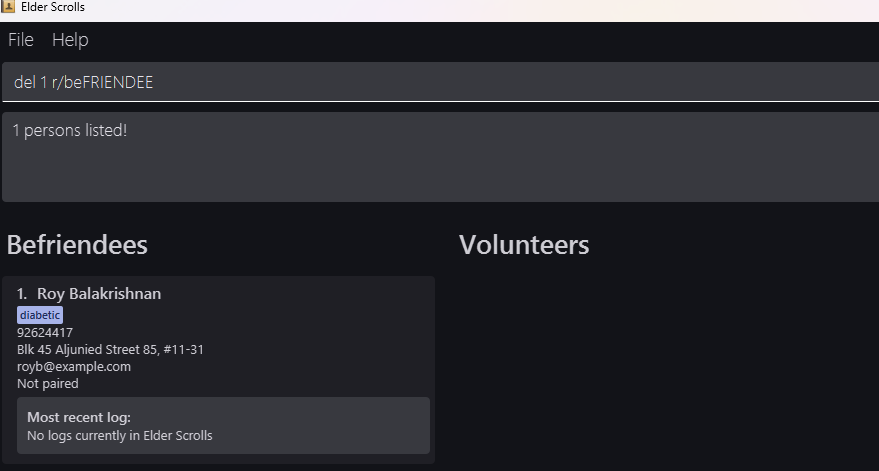 Elder Scrolls
File Help
del 1 r/beFRIENDEE
1 persons listed!
Befriendees
Volunteers
1. Roy Balakrishnan
diabetic
92624417
Blk 45 Aljunied Street 85, #11-31
royb@example.com
Not paired
Most recent log:
No logs currently in Elder Scrolls